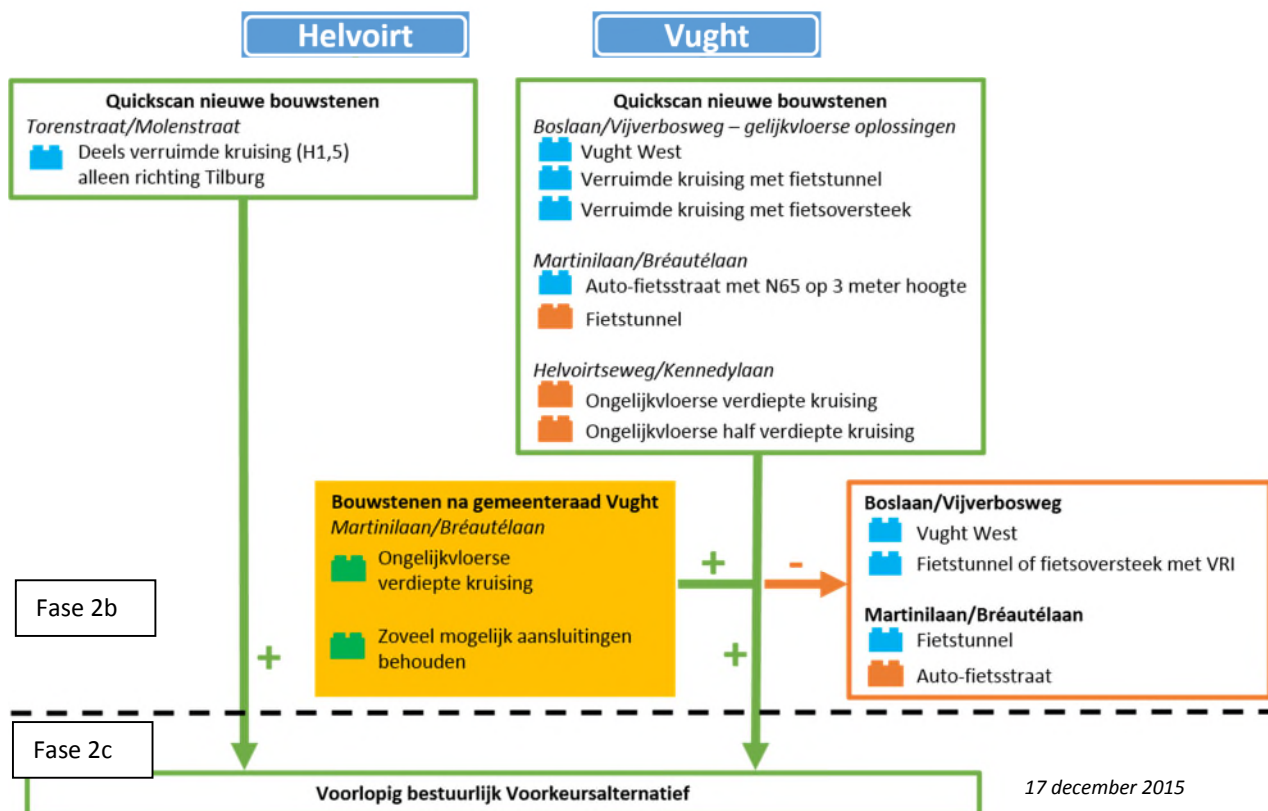 Helvoirt
Vught
Quickscan nieuwe bouwstenen
Torenstraat/Molenstraat
Deels verruimde kruising (H1,5)
alleen richting Tilburg
Quickscan nieuwe bouwstenen
Boslaan/Vijverbosweg – gelijkvloerse oplossingen
Vught West
Verruimde kruising met fietstunnel
Verruimde kruising met fietsoversteek
Martinilaan/Bréautélaan
Auto-fietsstraat met N65 op 3 meter hoogte
Fietstunnel
Helvoirtseweg/Kennedylaan
Ongelijkvloerse verdiepte kruising
Ongelijkvloerse half verdiepte kruising
Bouwstenen na gemeenteraad Vught
Martinilaan/Bréautélaan
Ongelijkvloerse
verdiepte kruising
Zoveel mogelijk aansluitingen
behouden
+
-
Boslaan/Vijverbosweg
Vught West
Fietstunnel of fietsoversteek met VRI
Martinilaan/Bréautélaan
Fietstunnel
Auto-fietsstraat
Fase 2b
+
+
Fase 2c
Voorlopig bestuurlijk Voorkeursalternatief
17 december 2015